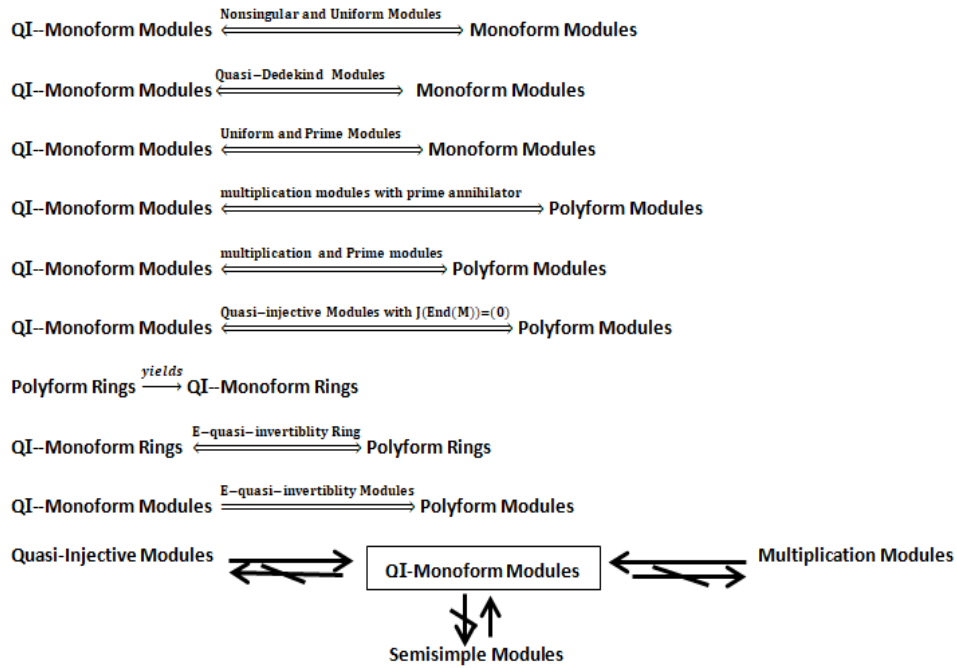 QI--Monoform Modules Nonsingular and Uniform Modules Monoform Modules
QI--Monoform Modules Quasi−Dedekind Modules Monoform Modules
QI--Monoform Modules Uniform and Prime Modules Monoform Modules
QI--Monoform Modules multiplication modules with prime annihilator Polyform Modules
QI--Monoform Modules multiplication and Prime modules Polyform Modules
QI--Monoform Modules Quasi−injective Modules with J(End(M))=(0) Polyform Modules
Polyform Rings yields QI--Monoform Rings
QI--Monoform Rings E−quasi−invertiblity Ring Polyform Rings
QI--Monoform Modules E−quasi−invertiblity Modules Polyform Modules
Quasi-Injective Modules QI-Monoform Modules Multiplication Modules
Semisimple Modules